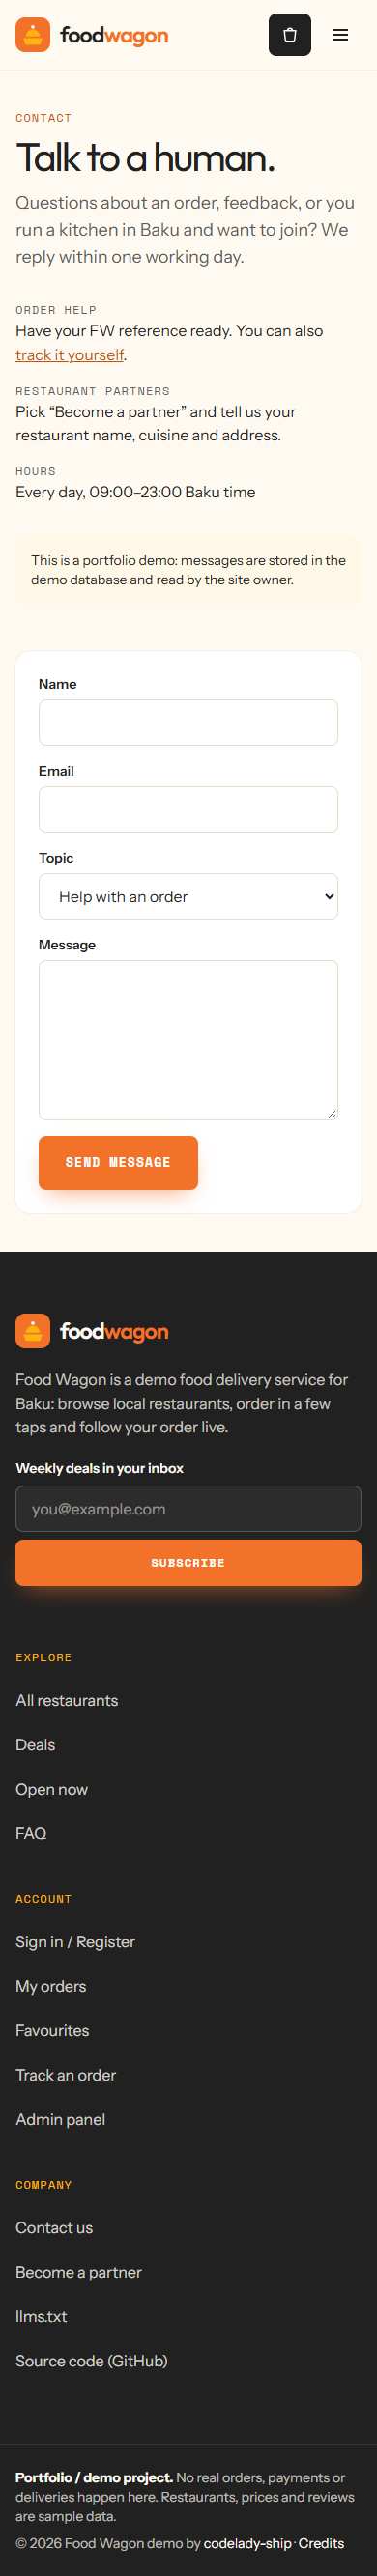 foodwagon
CONTACT
Talk to a human.
Questions about an order, feedback, or you
run a kitchen in Baku and want to join? We
reply within one working day.
ORDER HELP
Have your FW reference ready. You can also
track it yourself.
RESTAURANT PARTNERS
Pick “Become a partner” and tell us your
restaurant name, cuisine and address.
HOURS
Every day, 09:00–23:00 Baku time
This is a portfolio demo: messages are stored in the
demo database and read by the site owner.
Name
Email
Topic
Help with an order
Message
SEND MESSAGE
foodwagon
Food Wagon is a demo food delivery service for
Baku: browse local restaurants, order in a few
taps and follow your order live.
Weekly deals in your inbox
you@example.com
SUBSCRIBE
EXPLORE
All restaurants
Deals
Open now
FAQ
ACCOUNT
Sign in / Register
My orders
Favourites
Track an order
Admin panel
COMPANY
Contact us
Become a partner
llms.txt
Source code (GitHub)
Portfolio / demo project. No real orders, payments or
deliveries happen here. Restaurants, prices and reviews
are sample data.
© 2026 Food Wagon demo by codelady-ship · Credits